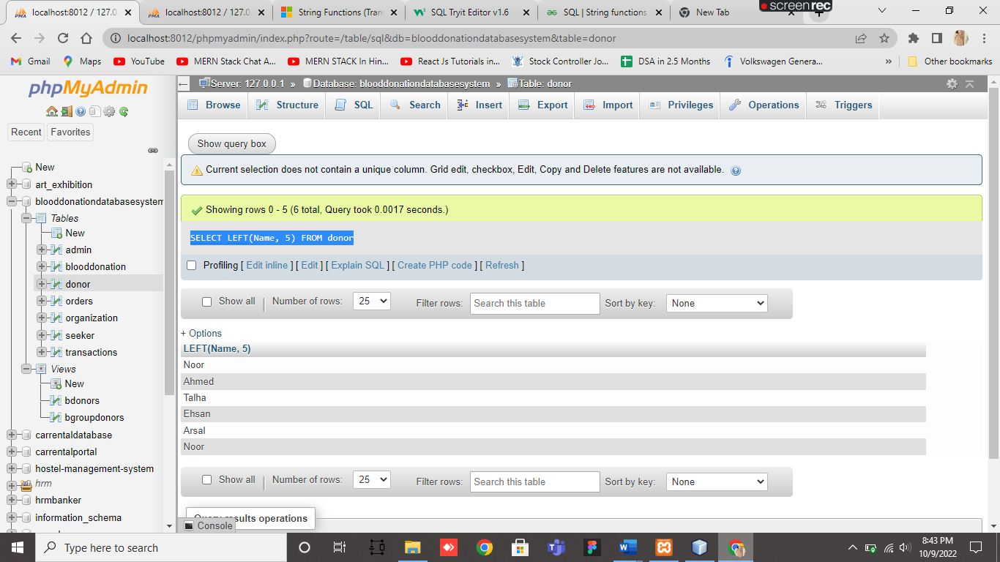 localhost:8012 / 127.0.
localhost:8012 / 127.0.
String Functions (Tran
SQL Tryit Editor v1.6
SQL | String functions
New Tab
screenrec
localhost:8012/phpmyadmin/index.php?route=/table/sql&db=blooddonationdatabasesystem&table=donor
Gmail
Maps
YouTube
MERN Stack Chat A...
MERN STACK In Hin...
React Js Tutorials in...
Stock Controller Jo...
DSA in 2.5 Months
Volkswagen Genera...
»
Other bookmarks
phpMyAdmin
Recent
Favorites
New
art_exhibition
blooddonationdatabasesystem
Tables
New
admin
blooddonation
donor
orders
organization
seeker
transactions
Views
New
bdonors
bgroupdonors
carrentaldatabase
carrentalportal
hostel-management-system
hrm
hrmbanker
information_schema
Server: 127.0.0.1 » Database: blooddonationdatabasesystem » Table: donor
Browse
Structure
SQL
Search
Insert
Export
Import
Privileges
Operations
Triggers
Show query box
Current selection does not contain a unique column. Grid edit, checkbox, Edit, Copy and Delete features are not available.
Showing rows 0 - 5 (6 total, Query took 0.0017 seconds.)
SELECT LEFT(Name, 5) FROM donor
Profiling [ Edit inline ] [ Edit ] [ Explain SQL ] [ Create PHP code ] [ Refresh ]
Show all
Number of rows:
25
Filter rows:
Search this table
Sort by key:
None
+ Options
LEFT(Name, 5)
Noor
Ahmed
Talha
Ehsan
Arsal
Noor
Show all
Number of rows:
25
Filter rows:
Search this table
Sort by key:
None
Query results operations
Console
Type here to search
8:43 PM
10/9/2022